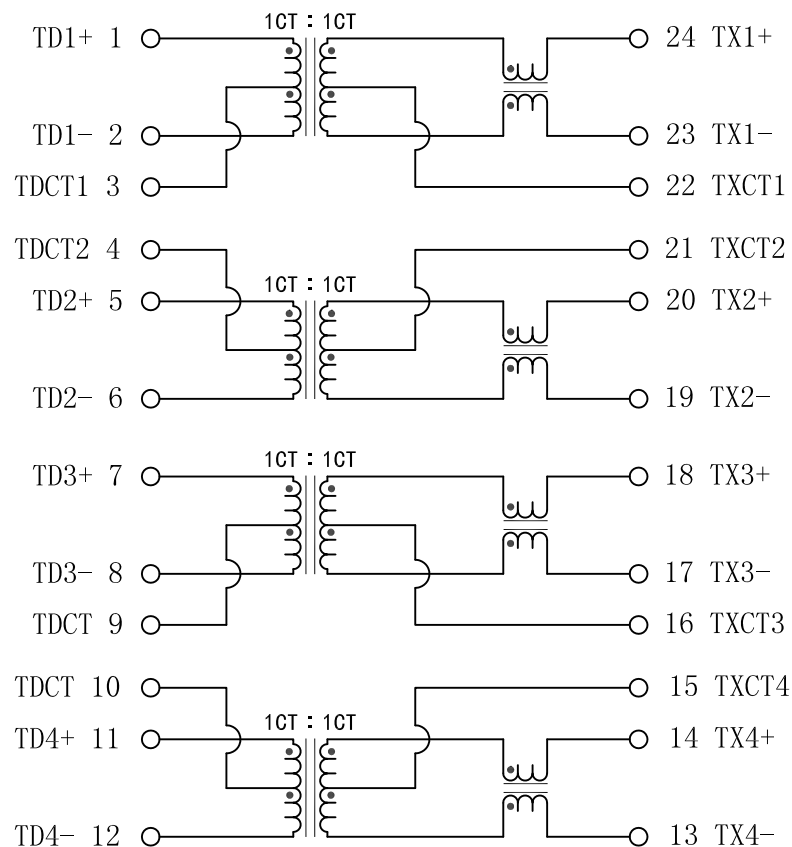 1CT : 1CT
TD1+ 1
24 TX1+
TD1- 2
23 TX1-
TDCT1 3
22 TXCT1
TDCT2 4
21 TXCT2
1CT : 1CT
TD2+ 5
20 TX2+
TD2- 6
19 TX2-
1CT : 1CT
TD3+ 7
18 TX3+
TD3- 8
17 TX3-
TDCT 9
16 TXCT3
TDCT 10
15 TXCT4
1CT : 1CT
TD4+ 11
14 TX4+
TD4- 12
13 TX4-